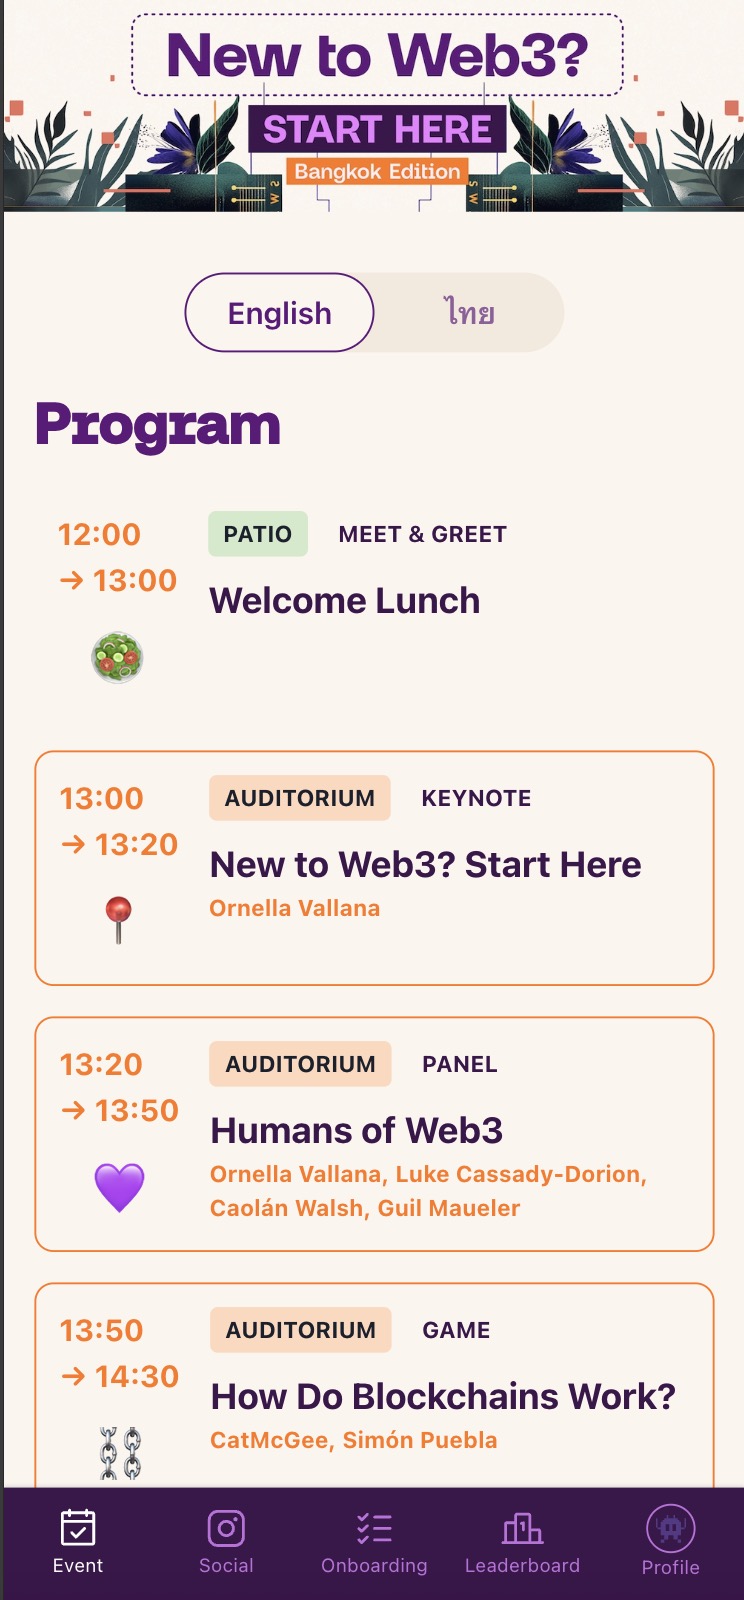 New to Web3?
START HERE
Bangkok Edition
English ไทย
Program
12:00 PATIO MEET & GREET
→ 13:00
Welcome Lunch
13:00 AUDITORIUM KEYNOTE
→ 13:20
New to Web3? Start Here
Ornella Vallana
13:20 AUDITORIUM PANEL
→ 13:50
Humans of Web3
Ornella Vallana, Luke Cassady-Dorion,
Caolán Walsh, Guil Maueler
13:50 AUDITORIUM GAME
→ 14:30
How Do Blockchains Work?
CatMcGee, Simón Puebla
Event Social Onboarding Leaderboard Profile